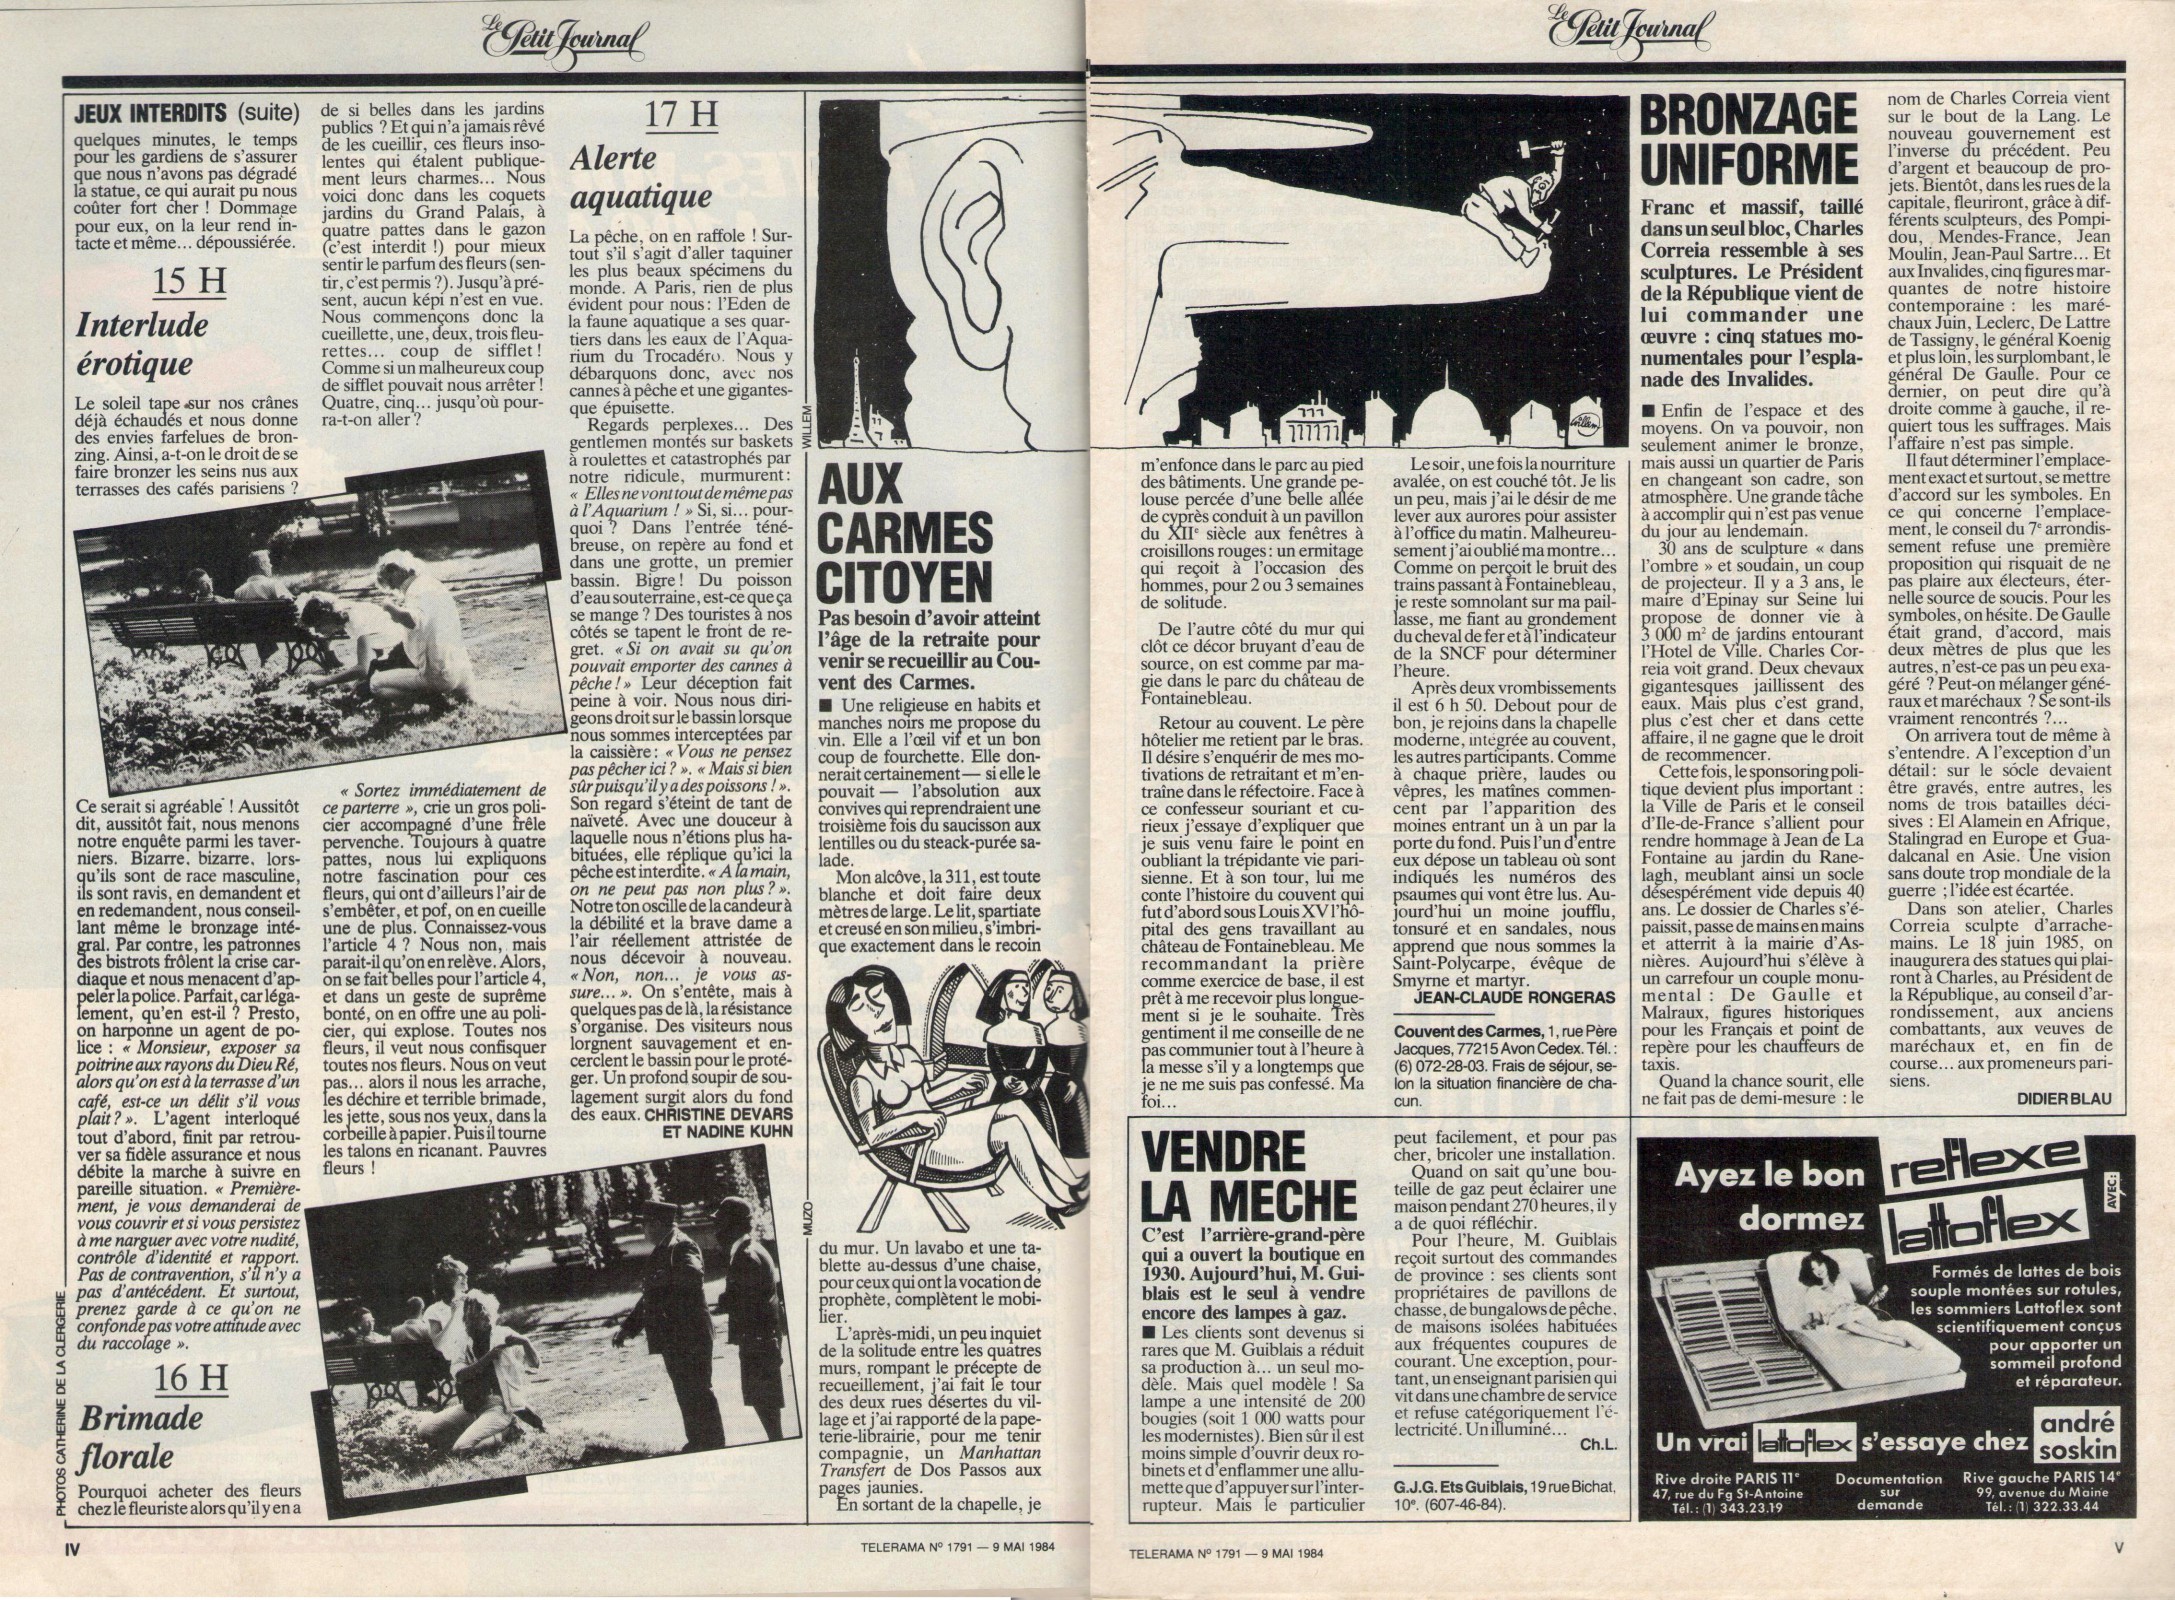 Le Petit Journal
JEUX INTERDITS (suite)
quelques minutes, le temps
pour les gardiens de s'assurer
que nous n'avons pas dégradé
la statue, ce qui aurait pu nous
coûter fort cher ! Dommage
pour eux, on la leur rend in-
tacte et même... dépoussiérée.
15 H
Interlude
érotique
Le soleil tape sur nos crânes
déjà échaudés et nous donne
des envies farfelues de bron-
zing. Ainsi, a-t-on le droit de se
faire bronzer les seins nus aux
terrasses des cafés parisiens ?
Ce serait si agréable ! Aussitôt
dit, aussitôt fait, nous menons
notre enquête parmi les taver-
niers. Bizarre, bizarre, lors-
qu'ils sont de race masculine,
ils sont ravis, en demandent et
en redemandent, nous conseil-
lant même le bronzage inté-
gral. Par contre, les patronnes
des bistrots frôlent la crise car-
diaque et nous menacent d'ap-
peler la police. Parfait, car léga-
lement, qu'en est-il ? Presto,
on harponne un agent de po-
lice : « Monsieur, exposer sa
poitrine aux rayons du Dieu Ré,
alors qu'on est à la terrasse d'un
café, est-ce un délit s'il vous
plait ? ». L'agent interloqué
tout d'abord, finit par retrou-
ver sa fidèle assurance et nous
débite la marche à suivre en
pareille situation. « Première-
ment, je vous demanderai de
vous couvrir et si vous persistez
à me narguer avec votre nudité,
contrôle d'identité et rapport.
Pas de contravention, s'il n'y a
pas d'antécédent. Et surtout,
prenez garde à ce qu'on ne
confonde pas votre attitude avec
du raccolage ».
16 H
Brimade
florale
Pourquoi acheter des fleurs
chez le fleuriste alors qu'il y en a
PHOTOS CATHERINE DE LA CLERGERIE
de si belles dans les jardins
publics ? Et qui n'a jamais rêvé
de les cueillir, ces fleurs inso-
lentes qui étalent publique-
ment leurs charmes... Nous
voici donc dans les coquets
jardins du Grand Palais, à
quatre pattes dans le gazon
(c'est interdit !) pour mieux
sentir le parfum des fleurs (sen-
tir, c'est permis ?). Jusqu'à pré-
sent, aucun képi n'est en vue.
Nous commençons donc la
cueillette, une, deux, trois fleu-
rettes... coup de sifflet !
Comme si un malheureux coup
de sifflet pouvait nous arrêter !
Quatre, cinq... jusqu'où pour-
ra-t-on aller ?
« Sortez immédiatement de
ce parterre », crie un gros poli-
cier accompagné d'une frêle
pervenche. Toujours à quatre
pattes, nous lui expliquons
notre fascination pour ces
fleurs, qui ont d'ailleurs l'air de
s'embêter, et pof, on en cueille
une de plus. Connaissez-vous
l'article 4 ? Nous non, mais
parait-il qu'on en relève. Alors,
on se fait belles pour l'article 4,
et dans un geste de suprême
bonté, on en offre une au poli-
cier, qui explose. Toutes nos
fleurs, il veut nous confisquer
toutes nos fleurs. Nous on veut
pas... alors il nous les arrache,
les déchire et terrible brimade,
les jette, sous nos yeux, dans la
corbeille à papier. Puis il tourne
les talons en ricanant. Pauvres
fleurs !
17 H
Alerte
aquatique
La pêche, on en raffole ! Sur-
tout s'il s'agit d'aller taquiner
les plus beaux spécimens du
monde. A Paris, rien de plus
évident pour nous : l'Eden de
la faune aquatique a ses quar-
tiers dans les eaux de l'Aqua-
rium du Trocadéro. Nous y
débarquons donc, avec nos
cannes à pêche et une gigantes-
que épuisette.
Regards perplexes... Des
gentlemen montés sur baskets
à roulettes et catastrophés par
notre ridicule, murmurent :
« Elles ne vont tout de même pas
à l'Aquarium ! » Si, si... pour-
quoi ? Dans l'entrée téné-
breuse, on repère au fond et
dans une grotte, un premier
bassin. Bigre ! Du poisson
d'eau souterraine, est-ce que ça
se mange ? Des touristes à nos
côtés se tapent le front de re-
gret. « Si on avait su qu'on
pouvait emporter des cannes à
pêche ! » Leur déception fait
peine à voir. Nous nous diri-
geons droit sur le bassin lorsque
nous sommes interceptées par
la caissière : « Vous ne pensez
pas pêcher ici ? ». « Mais si bien
sûr puisqu'il y a des poissons ! ».
Son regard s'éteint de tant de
naïveté. Avec une douceur à
laquelle nous n'étions plus ha-
bituées, elle réplique qu'ici la
pêche est interdite. « A la main,
on ne peut pas non plus ? ».
Notre ton oscille de la candeur à
la débilité et la brave dame a
l'air réellement attristée de
nous décevoir à nouveau.
« Non, non... je vous as-
sure... ». On s'entête, mais à
quelques pas de là, la résistance
s'organise. Des visiteurs nous
lorgnent sauvagement et en-
cerclent le bassin pour le proté-
ger. Un profond soupir de sou-
lagement surgit alors du fond
des eaux. CHRISTINE DEVARS
ET NADINE KUHN
WILLEM
AUX
CARMES
CITOYEN
Pas besoin d'avoir atteint
l'âge de la retraite pour
venir se recueillir au Cou-
vent des Carmes.
■ Une religieuse en habits et
manches noirs me propose du
vin. Elle a l'œil vif et un bon
coup de fourchette. Elle don-
nerait certainement — si elle le
pouvait — l'absolution aux
convives qui reprendraient une
troisième fois du saucisson aux
lentilles ou du steack-purée sa-
lade.
Mon alcôve, la 311, est toute
blanche et doit faire deux
mètres de large. Le lit, spartiate
et creusé en son milieu, s'imbri-
que exactement dans le recoin
MUZO
du mur. Un lavabo et une ta-
blette au-dessus d'une chaise,
pour ceux qui ont la vocation de
prophète, complètent le mobi-
lier.
L'après-midi, un peu inquiet
de la solitude entre les quatres
murs, rompant le précepte de
recueillement, j'ai fait le tour
des deux rues désertes du vil-
lage et j'ai rapporté de la pape-
terie-librairie, pour me tenir
compagnie, un Manhattan
Transfert de Dos Passos aux
pages jaunies.
En sortant de la chapelle, je
IV
TELERAMA Nº 1791 — 9 MAI 1984
Le Petit Journal
Willem
m'enfonce dans le parc au pied
des bâtiments. Une grande pe-
louse percée d'une belle allée
de cyprès conduit à un pavillon
du XIIe siècle aux fenêtres à
croisillons rouges : un ermitage
qui reçoit à l'occasion des
hommes, pour 2 ou 3 semaines
de solitude.
De l'autre côté du mur qui
clôt ce décor bruyant d'eau de
source, on est comme par ma-
gie dans le parc du château de
Fontainebleau.
Retour au couvent. Le père
hôtelier me retient par le bras.
Il désire s'enquérir de mes mo-
tivations de retraitant et m'en-
traîne dans le réfectoire. Face à
ce confesseur souriant et cu-
rieux j'essaye d'expliquer que
je suis venu faire le point en
oubliant la trépidante vie pari-
sienne. Et à son tour, lui me
conte l'histoire du couvent qui
fut d'abord sous Louis XV l'hô-
pital des gens travaillant au
château de Fontainebleau. Me
recommandant la prière
comme exercice de base, il est
prêt à me recevoir plus longue-
ment si je le souhaite. Très
gentiment il me conseille de ne
pas communier tout à l'heure à
la messe s'il y a longtemps que
je ne me suis pas confessé. Ma
foi...
Le soir, une fois la nourriture
avalée, on est couché tôt. Je lis
un peu, mais j'ai le désir de me
lever aux aurores pour assister
à l'office du matin. Malheureu-
sement j'ai oublié ma montre...
Comme on perçoit le bruit des
trains passant à Fontainebleau,
je reste somnolant sur ma pail-
lasse, me fiant au grondement
du cheval de fer et à l'indicateur
de la SNCF pour déterminer
l'heure.
Après deux vrombissements
il est 6 h 50. Debout pour de
bon, je rejoins dans la chapelle
moderne, intégrée au couvent,
les autres participants. Comme
à chaque prière, laudes ou
vêpres, les matînes commen-
cent par l'apparition des
moines entrant un à un par la
porte du fond. Puis l'un d'entre
eux dépose un tableau où sont
indiqués les numéros des
psaumes qui vont être lus. Au-
jourd'hui un moine joufflu,
tonsuré et en sandales, nous
apprend que nous sommes la
Saint-Polycarpe, évêque de
Smyrne et martyr.
JEAN-CLAUDE RONGERAS
Couvent des Carmes, 1, rue Père
Jacques, 77215 Avon Cedex. Tél. :
(6) 072-28-03. Frais de séjour, se-
lon la situation financière de cha-
cun.
BRONZAGE
UNIFORME
Franc et massif, taillé
dans un seul bloc, Charles
Correia ressemble à ses
sculptures. Le Président
de la République vient de
lui commander une
œuvre : cinq statues mo-
numentales pour l'espla-
nade des Invalides.
■ Enfin de l'espace et des
moyens. On va pouvoir, non
seulement animer le bronze,
mais aussi un quartier de Paris
en changeant son cadre, son
atmosphère. Une grande tâche
à accomplir qui n'est pas venue
du jour au lendemain.
30 ans de sculpture « dans
l'ombre » et soudain, un coup
de projecteur. Il y a 3 ans, le
maire d'Epinay sur Seine lui
propose de donner vie à
3 000 m² de jardins entourant
l'Hotel de Ville. Charles Cor-
reia voit grand. Deux chevaux
gigantesques jaillissent des
eaux. Mais plus c'est grand,
plus c'est cher et dans cette
affaire, il ne gagne que le droit
de recommencer.
Cette fois, le sponsoring poli-
tique devient plus important :
la Ville de Paris et le conseil
d'Ile-de-France s'allient pour
rendre hommage à Jean de La
Fontaine au jardin du Rane-
lagh, meublant ainsi un socle
désespérément vide depuis 40
ans. Le dossier de Charles s'é-
paissit, passe de mains en mains
et atterrit à la mairie d'As-
nières. Aujourd'hui s'élève à
un carrefour un couple monu-
mental : De Gaulle et
Malraux, figures historiques
pour les Français et point de
repère pour les chauffeurs de
taxis.
Quand la chance sourit, elle
ne fait pas de demi-mesure : le
nom de Charles Correia vient
sur le bout de la Lang. Le
nouveau gouvernement est
l'inverse du précédent. Peu
d'argent et beaucoup de pro-
jets. Bientôt, dans les rues de la
capitale, fleuriront, grâce à dif-
férents sculpteurs, des Pompi-
dou, Mendes-France, Jean
Moulin, Jean-Paul Sartre... Et
aux Invalides, cinq figures mar-
quantes de notre histoire
contemporaine : les maré-
chaux Juin, Leclerc, De Lattre
de Tassigny, le général Koenig
et plus loin, les surplombant, le
général De Gaulle. Pour ce
dernier, on peut dire qu'à
droite comme à gauche, il re-
quiert tous les suffrages. Mais
l'affaire n'est pas simple.
Il faut déterminer l'emplace-
ment exact et surtout, se mettre
d'accord sur les symboles. En
ce qui concerne l'emplace-
ment, le conseil du 7e arrondis-
sement refuse une première
proposition qui risquait de ne
pas plaire aux électeurs, éter-
nelle source de soucis. Pour les
symboles, on hésite. De Gaulle
était grand, d'accord, mais
deux mètres de plus que les
autres, n'est-ce pas un peu exa-
géré ? Peut-on mélanger géné-
raux et maréchaux ? Se sont-ils
vraiment rencontrés ?...
On arrivera tout de même à
s'entendre. A l'exception d'un
détail : sur le socle devaient
être gravés, entre autres, les
noms de trois batailles déci-
sives : El Alamein en Afrique,
Stalingrad en Europe et Gua-
dalcanal en Asie. Une vision
sans doute trop mondiale de la
guerre ; l'idée est écartée.
Dans son atelier, Charles
Correia sculpte d'arrache-
mains. Le 18 juin 1985, on
inaugurera des statues qui plai-
ront à Charles, au Président de
la République, au conseil d'ar-
rondissement, aux anciens
combattants, aux veuves de
maréchaux et, en fin de
course... aux promeneurs pari-
siens.
DIDIER BLAU
VENDRE
LA MECHE
C'est l'arrière-grand-père
qui a ouvert la boutique en
1930. Aujourd'hui, M. Gui-
blais est le seul à vendre
encore des lampes à gaz.
■ Les clients sont devenus si
rares que M. Guiblais a réduit
sa production à... un seul mo-
dèle. Mais quel modèle ! Sa
lampe a une intensité de 200
bougies (soit 1 000 watts pour
les modernistes). Bien sûr il est
moins simple d'ouvrir deux ro-
binets et d'enflammer une allu-
mette que d'appuyer sur l'inter-
rupteur. Mais le particulier
peut facilement, et pour pas
cher, bricoler une installation.
Quand on sait qu'une bou-
teille de gaz peut éclairer une
maison pendant 270 heures, il y
a de quoi réfléchir.
Pour l'heure, M. Guiblais
reçoit surtout des commandes
de province : ses clients sont
propriétaires de pavillons de
chasse, de bungalows de pêche,
de maisons isolées habituées
aux fréquentes coupures de
courant. Une exception, pour-
tant, un enseignant parisien qui
vit dans une chambre de service
et refuse catégoriquement l'é-
lectricité. Un illuminé...
Ch.L.
G.J.G. Ets Guiblais, 19 rue Bichat,
10e. (607-46-84).
Ayez le bon reflexe
dormez lattoflex
AVEC :
Formés de lattes de bois
souple montées sur rotules,
les sommiers Lattoflex sont
scientifiquement conçus
pour apporter un
sommeil profond
et réparateur.
Un vrai lattoflex s'essaye chez andré soskin
Rive droite PARIS 11e
47, rue du Fg St-Antoine
Tél. : (1) 343.23.19
Documentation
sur
demande
Rive gauche PARIS 14e
99, avenue du Maine
Tél. : (1) 322.33.44
TELERAMA Nº 1791 — 9 MAI 1984
V